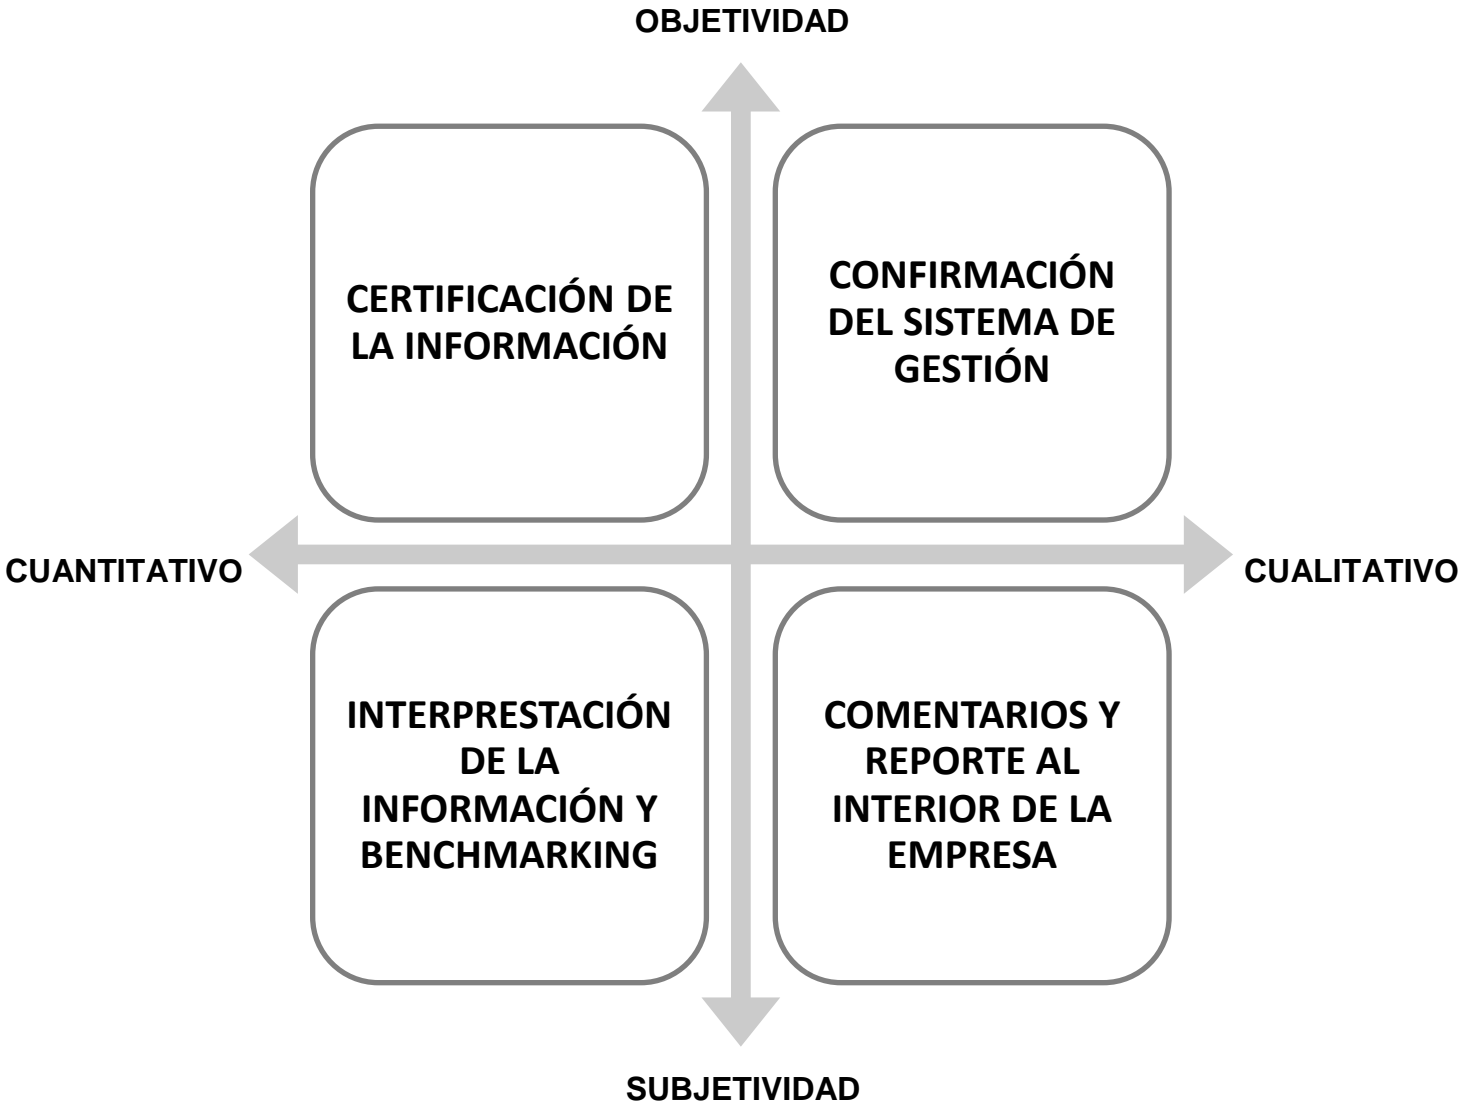 OBJETIVIDAD
CERTIFICACIÓN DE
LA INFORMACIÓN
CONFIRMACIÓN
DEL SISTEMA DE
GESTIÓN
CUANTITATIVO
CUALITATIVO
INTERPRESTACIÓN
DE LA
INFORMACIÓN Y
BENCHMARKING
COMENTARIOS Y
REPORTE AL
INTERIOR DE LA
EMPRESA
SUBJETIVIDAD